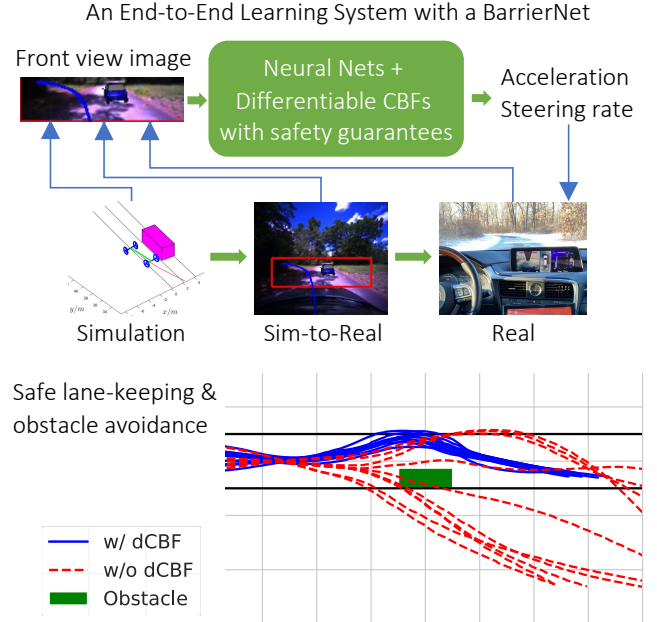 An End-to-End Learning System with a BarrierNet
Front view image
Neural Nets +
Differentiable CBFs
with safety guarantees
Acceleration
Steering rate
y/m
x/m
Simulation
Sim-to-Real
Real
Safe lane-keeping &
obstacle avoidance
w/ dCBF
w/o dCBF
Obstacle